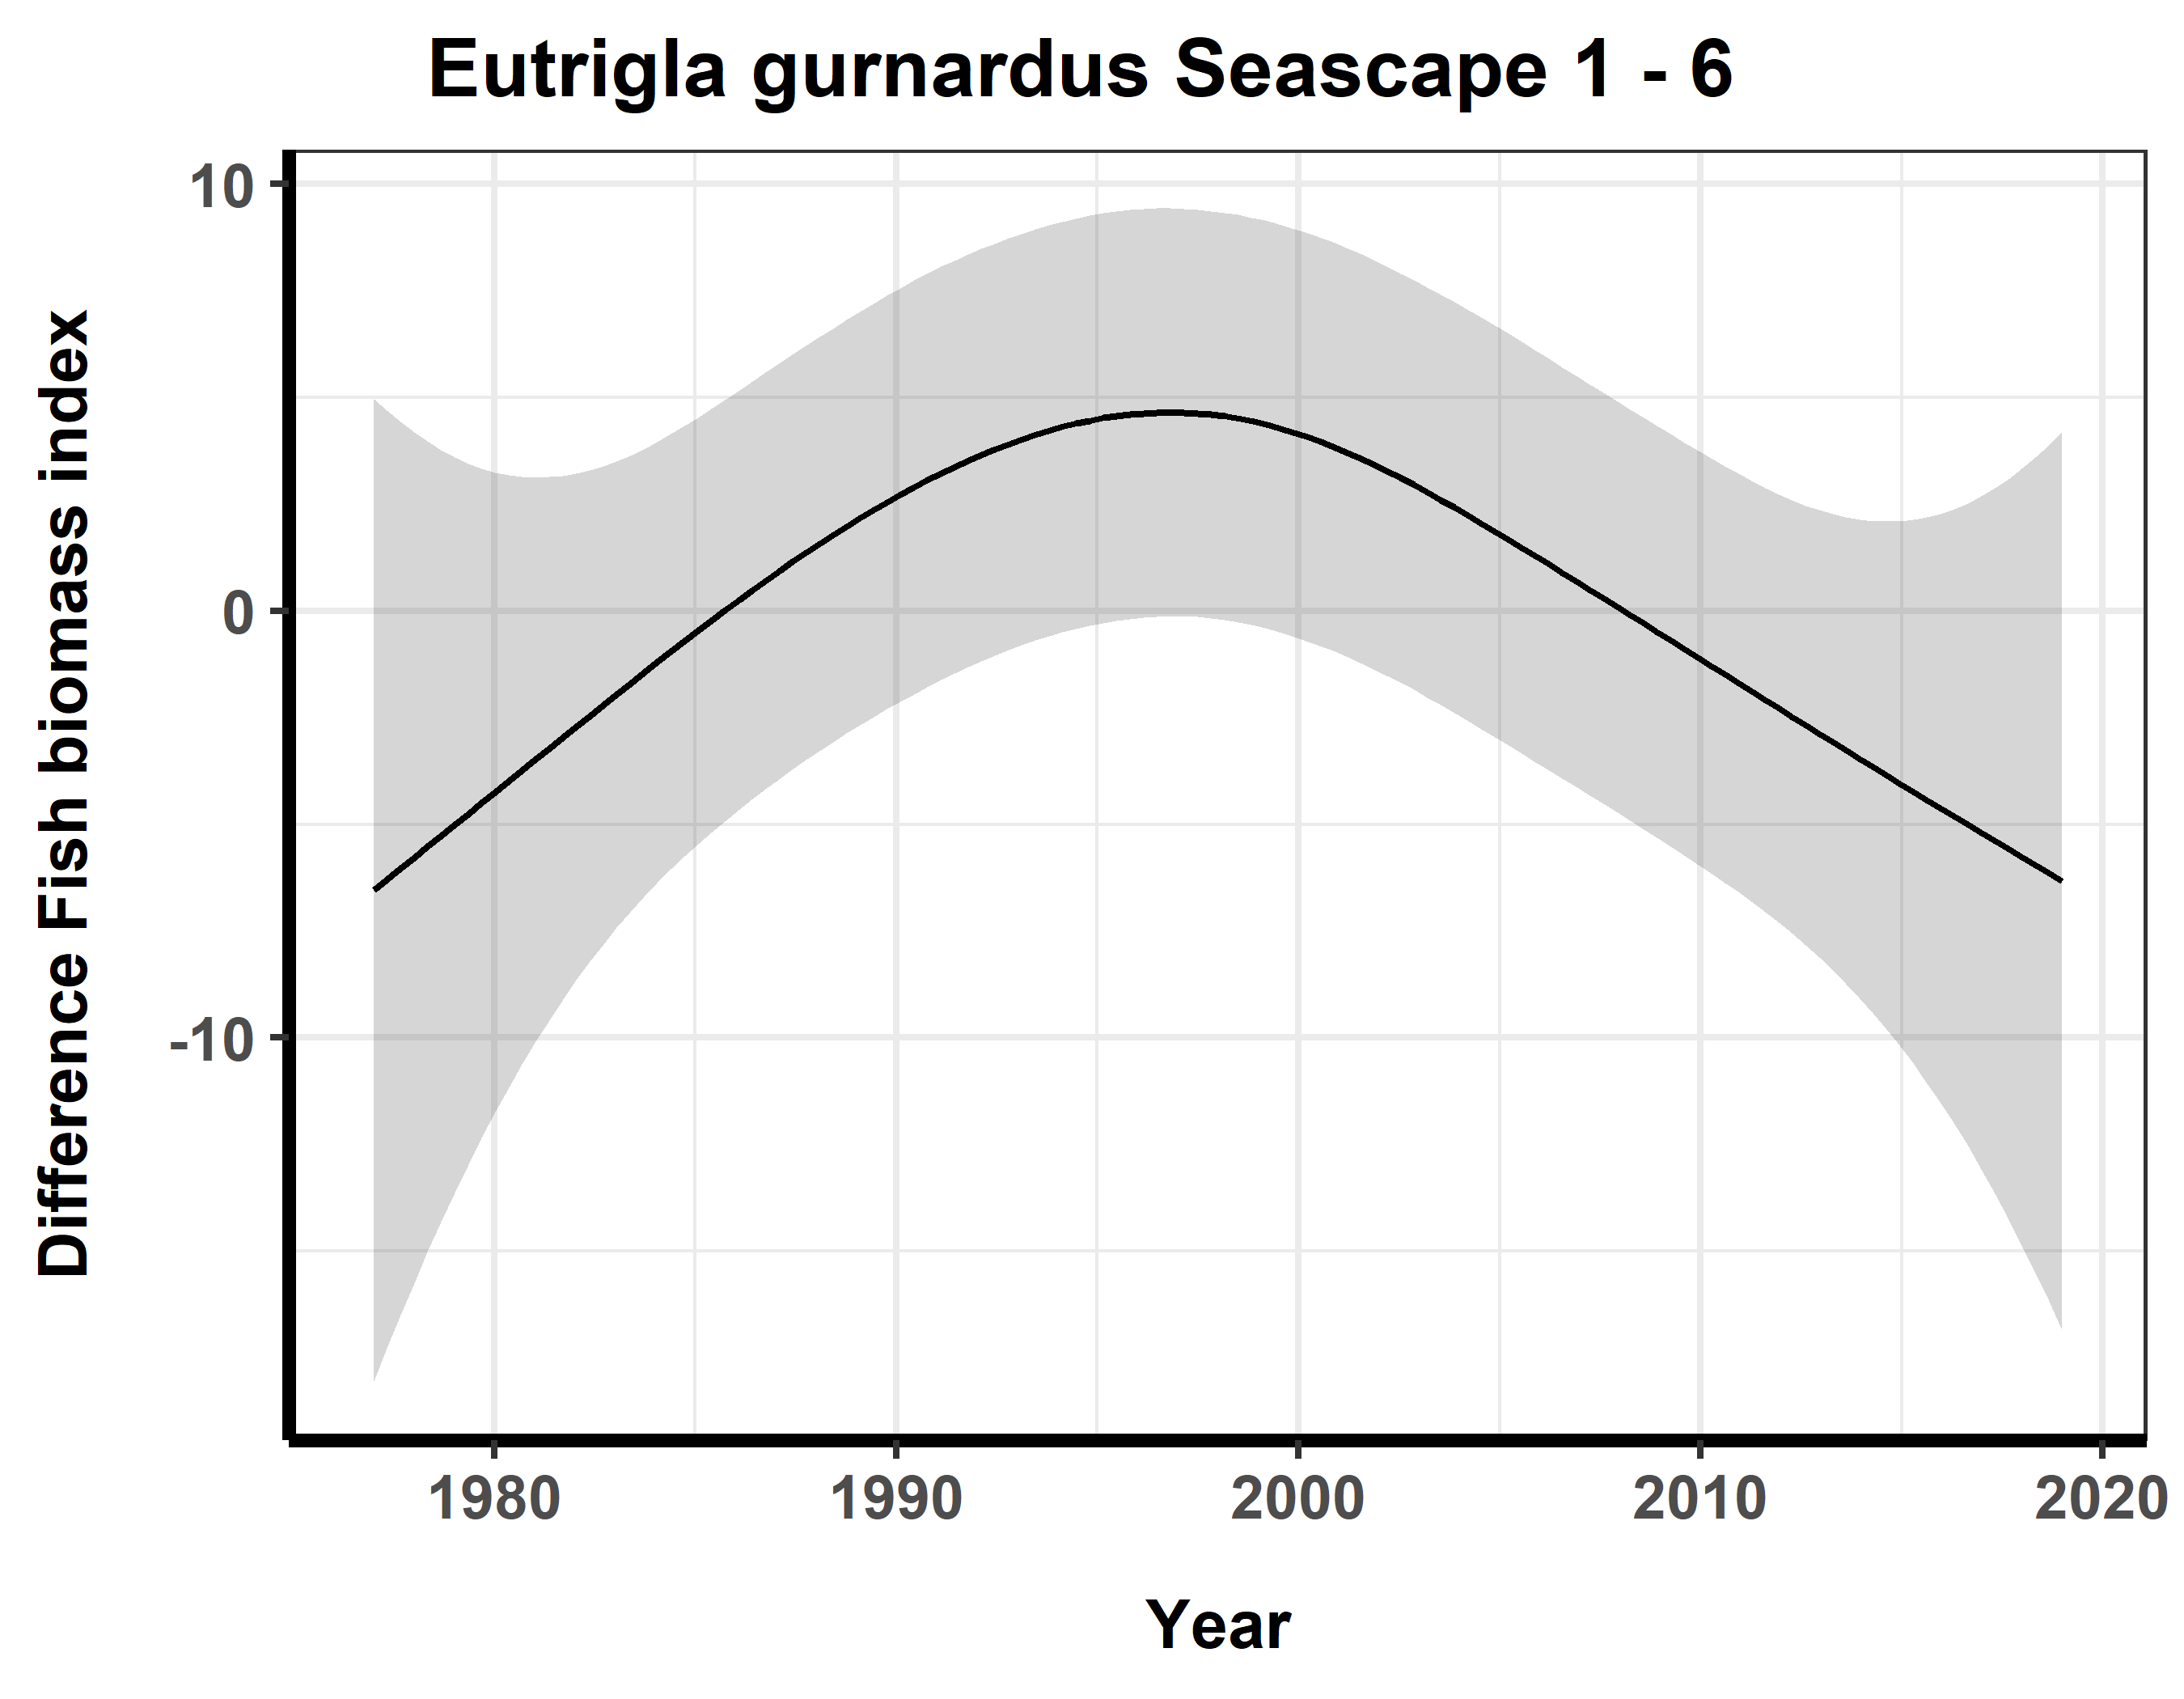 Eutrigla gurnardus Seascape 1 - 6
Difference Fish biomass index
10
0
-10
1980 1990 2000 2010 2020
Year